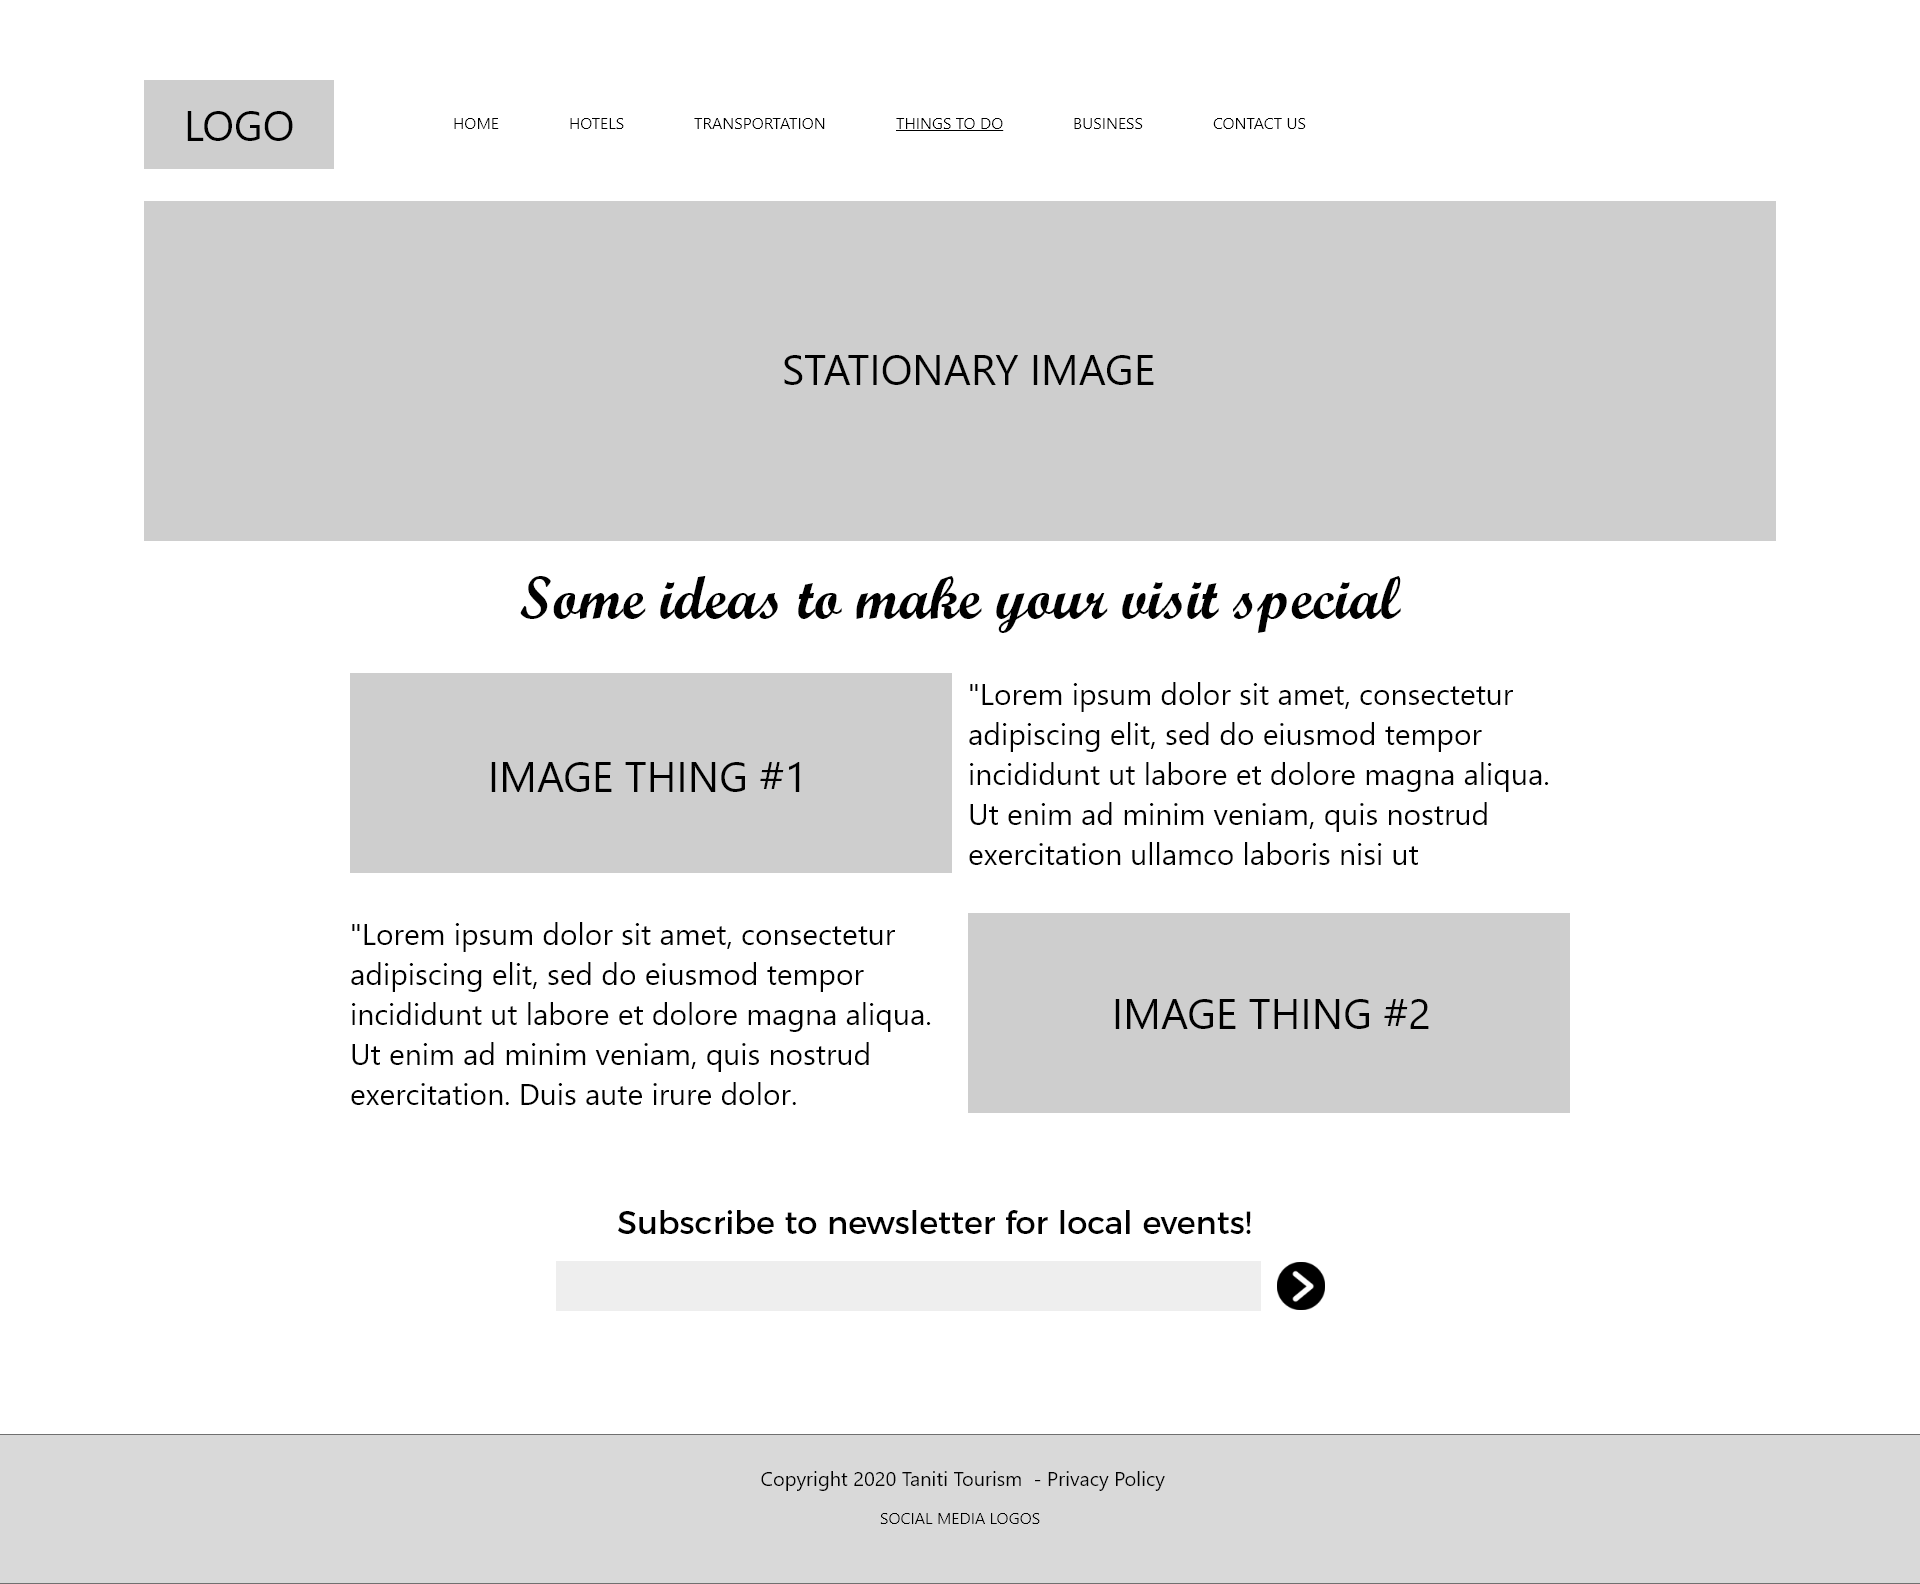 LOGO
HOME HOTELS TRANSPORTATION THINGS TO DO BUSINESS CONTACT US
STATIONARY IMAGE
Some ideas to make your visit special
IMAGE THING #1
"Lorem ipsum dolor sit amet, consectetur
adipiscing elit, sed do eiusmod tempor
incididunt ut labore et dolore magna aliqua.
Ut enim ad minim veniam, quis nostrud
exercitation ullamco laboris nisi ut
"Lorem ipsum dolor sit amet, consectetur
adipiscing elit, sed do eiusmod tempor
incididunt ut labore et dolore magna aliqua.
Ut enim ad minim veniam, quis nostrud
exercitation. Duis aute irure dolor.
IMAGE THING #2
Subscribe to newsletter for local events!
Copyright 2020 Taniti Tourism  - Privacy Policy
SOCIAL MEDIA LOGOS